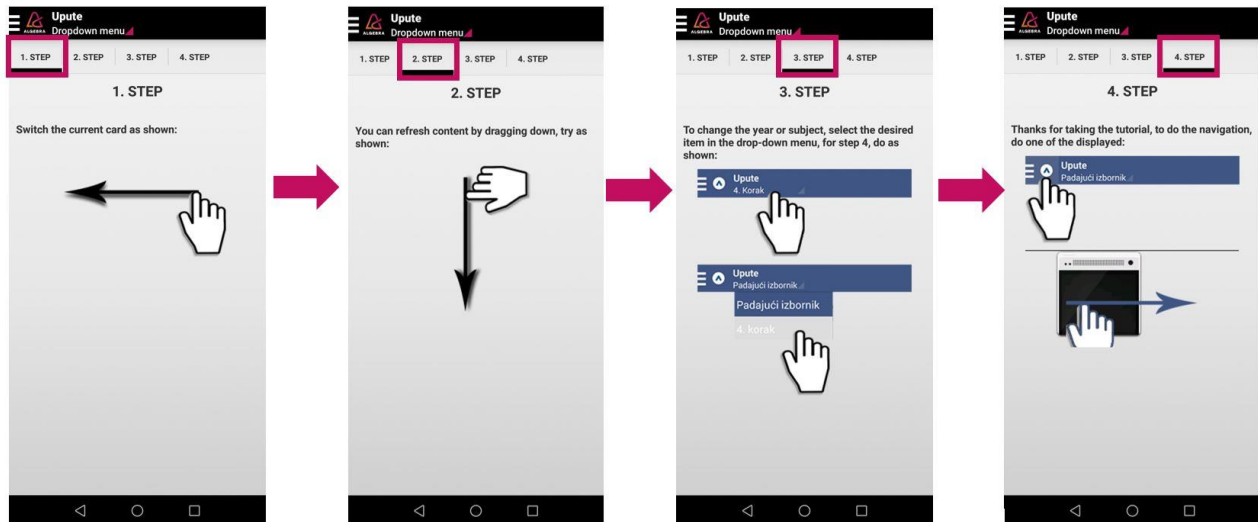 Upute
ALGEBRA Dropdown menu
1. STEP 2. STEP 3. STEP 4. STEP
1. STEP
Switch the current card as shown:
Upute
ALGEBRA Dropdown menu
1. STEP 2. STEP 3. STEP 4. STEP
2. STEP
You can refresh content by dragging down, try as
shown:
Upute
ALGEBRA Dropdown menu
1. STEP 2. STEP 3. STEP 4. STEP
3. STEP
To change the year or subject, select the desired
item in the drop-down menu, for step 4, do as
shown:
Upute
4. Korak
Upute
Padajući izbornik
Padajući izbornik
4. korak
Upute
ALGEBRA Dropdown menu
1. STEP 2. STEP 3. STEP 4. STEP
4. STEP
Thanks for taking the tutorial, to do the navigation,
do one of the displayed:
Upute
Padajući izbornik